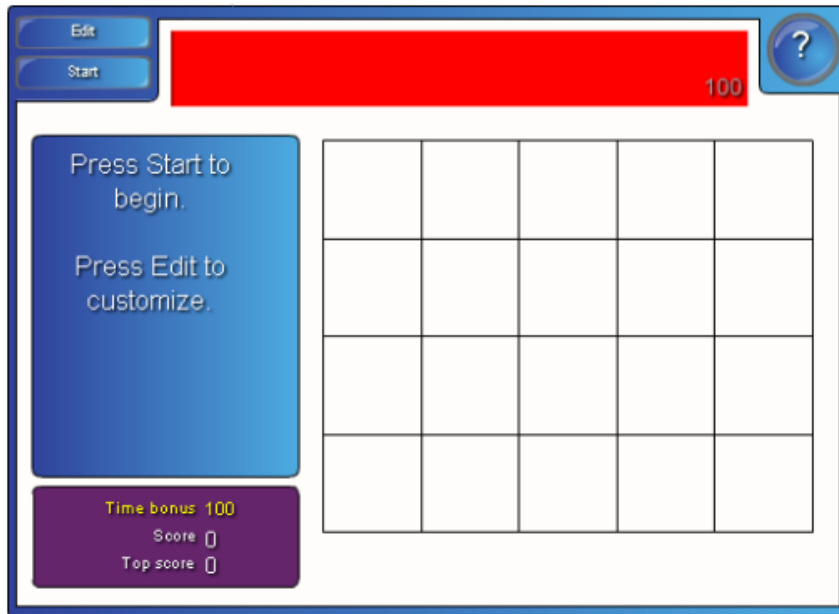 Edit
Start
100
?
Press Start to
begin.
Press Edit to
customize.
Time bonus 100
Score 0
Top score 0